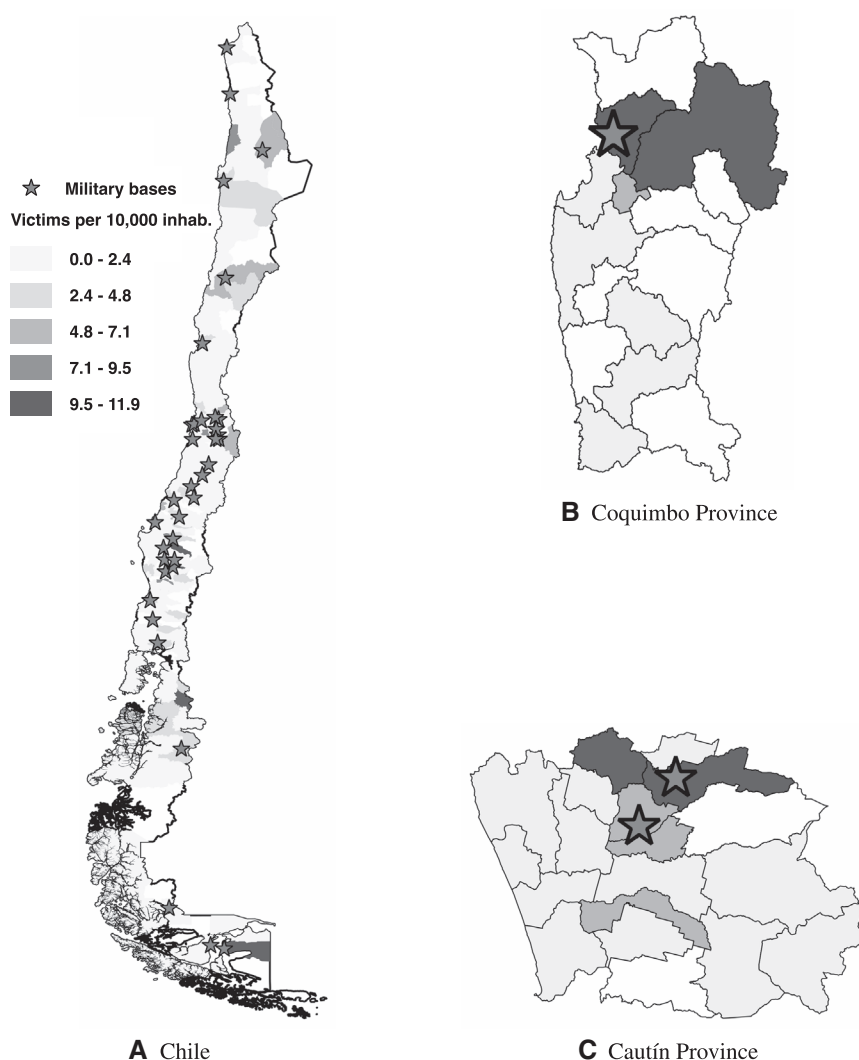 Military bases
Victims per 10,000 inhab.
0.0 - 2.4
2.4 - 4.8
4.8 - 7.1
7.1 - 9.5
9.5 - 11.9
B Coquimbo Province
A Chile
C Cautín Province